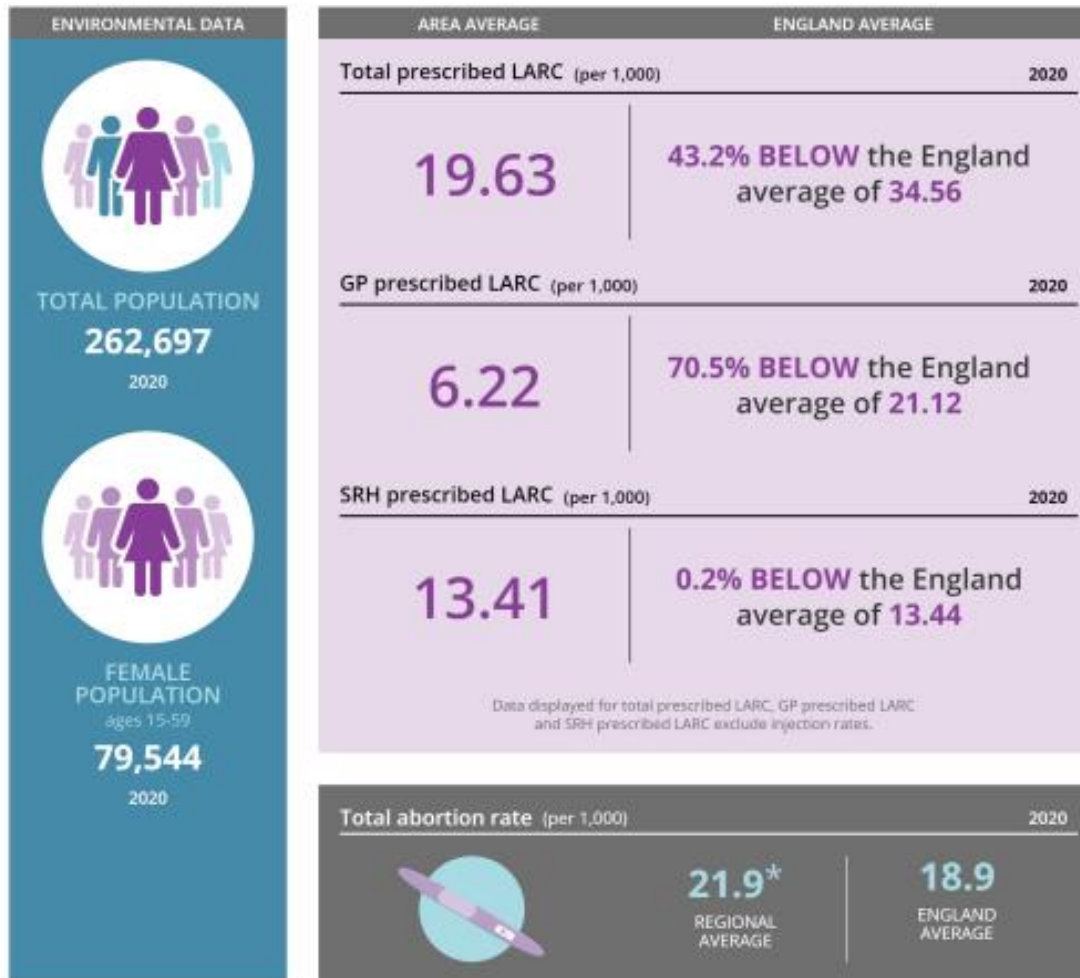 ENVIRONMENTAL DATA
TOTAL POPULATION
262,697
2020
FEMALE
POPULATION
ages 15-59
79,544
2020
AREA AVERAGE
ENGLAND AVERAGE
Total prescribed LARC (per 1,000)
2020
19.63
43.2% BELOW the England
average of 34.56
GP prescribed LARC (per 1,000)
2020
6.22
70.5% BELOW the England
average of 21.12
SRH prescribed LARC (per 1,000)
2020
13.41
0.2% BELOW the England
average of 13.44
Data displayed for total prescribed LARC, GP prescribed LARC
and SRH prescribed LARC exclude injection rates.
Total abortion rate (per 1,000)
2020
21.9*
REGIONAL
AVERAGE
18.9
ENGLAND
AVERAGE